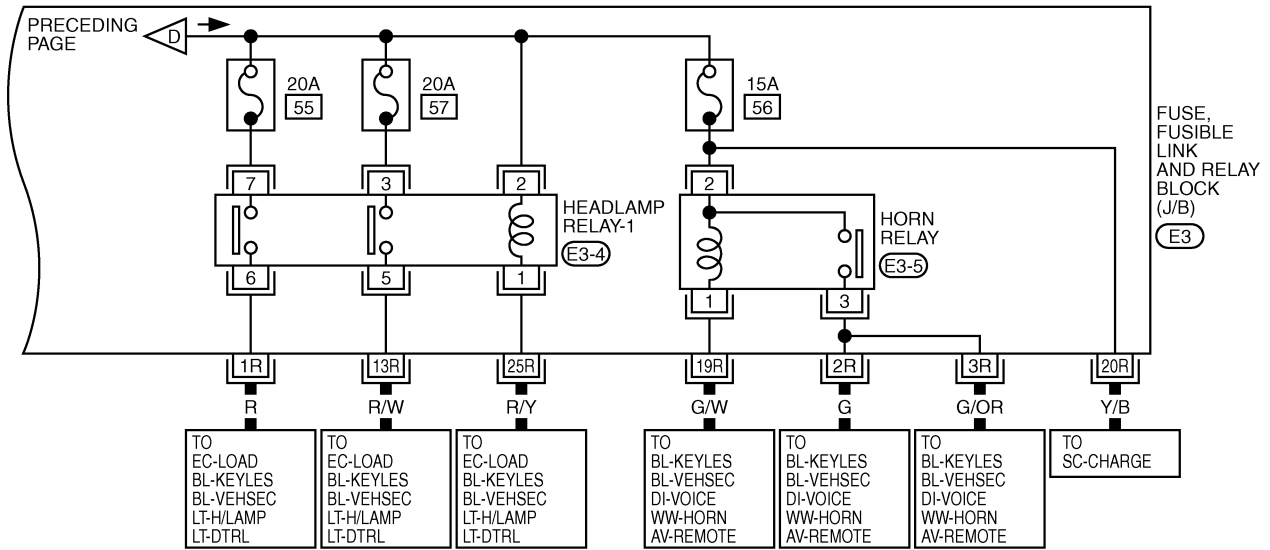 PRECEDING
PAGE
D
20A
55
20A
57
15A
56
FUSE,
FUSIBLE
LINK
AND RELAY
BLOCK
(J/B)
E3
7
3
2
HEADLAMP
RELAY-1
E3-4
6
5
1
2
HORN
RELAY
E3-5
1
3
1R
13R
25R
19R
2R
3R
20R
R
R/W
R/Y
G/W
G
G/OR
Y/B
TO
EC-LOAD
BL-KEYLES
BL-VEHSEC
LT-H/LAMP
LT-DTRL
TO
EC-LOAD
BL-KEYLES
BL-VEHSEC
LT-H/LAMP
LT-DTRL
TO
EC-LOAD
BL-KEYLES
BL-VEHSEC
LT-H/LAMP
LT-DTRL
TO
BL-KEYLES
BL-VEHSEC
DI-VOICE
WW-HORN
AV-REMOTE
TO
BL-KEYLES
BL-VEHSEC
DI-VOICE
WW-HORN
AV-REMOTE
TO
BL-KEYLES
BL-VEHSEC
DI-VOICE
WW-HORN
AV-REMOTE
TO
SC-CHARGE